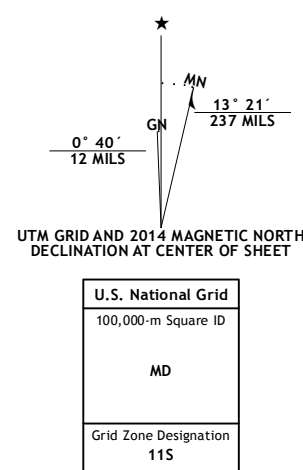 ★
MN
13° 21´
237 MILS
GN
0° 40´
12 MILS
UTM GRID AND 2014 MAGNETIC NORTH
DECLINATION AT CENTER OF SHEET
U.S. National Grid
100,000-m Square ID
MD
Grid Zone Designation
11S